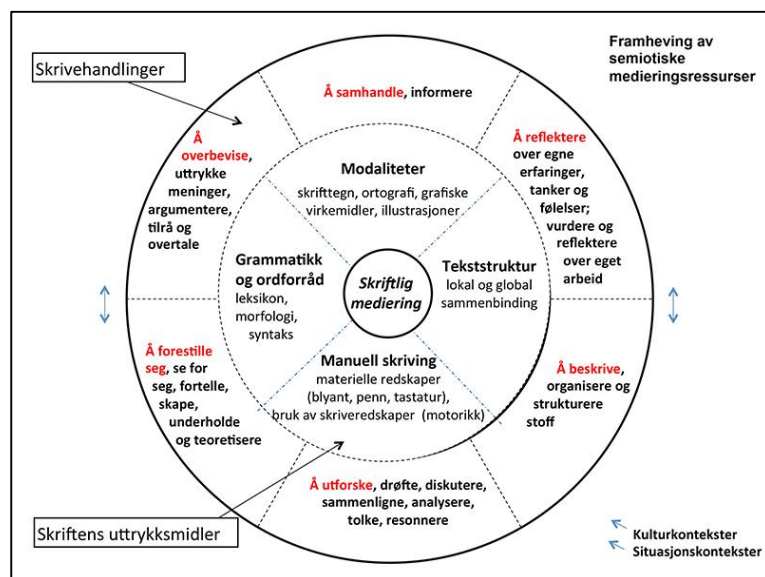 Framheving av
semiotiske
medieringsressurser
Skrivehandlinger
Å samhandle, informere
Å
overbevise,
uttrykke
meninger,
argumentere,
tilrå og
overtale
Å reflektere
over egne
erfaringer,
tanker og
følelser;
vurdere og
reflektere
over eget
arbeid
Modaliteter
skrifttegn, ortografi, grafiske
virkemidler, illustrasjoner
Grammatikk
og ordforråd
leksikon,
morfologi,
syntaks
Skriftlig
mediering
Tekststruktur
lokal og global
sammenbinding
Manuell skriving
materielle redskaper
(blyant, penn, tastatur),
bruk av skriveredskaper (motorikk)
Å forestille
seg, se for
seg, fortelle,
skape,
underholde
og teoretisere
Å beskrive,
organisere og
strukturere
stoff
Å utforske, drøfte, diskutere,
sammenligne, analysere,
tolke, resonnere
Skriftens uttrykksmidler
Kulturkontekster
Situasjonskontekster